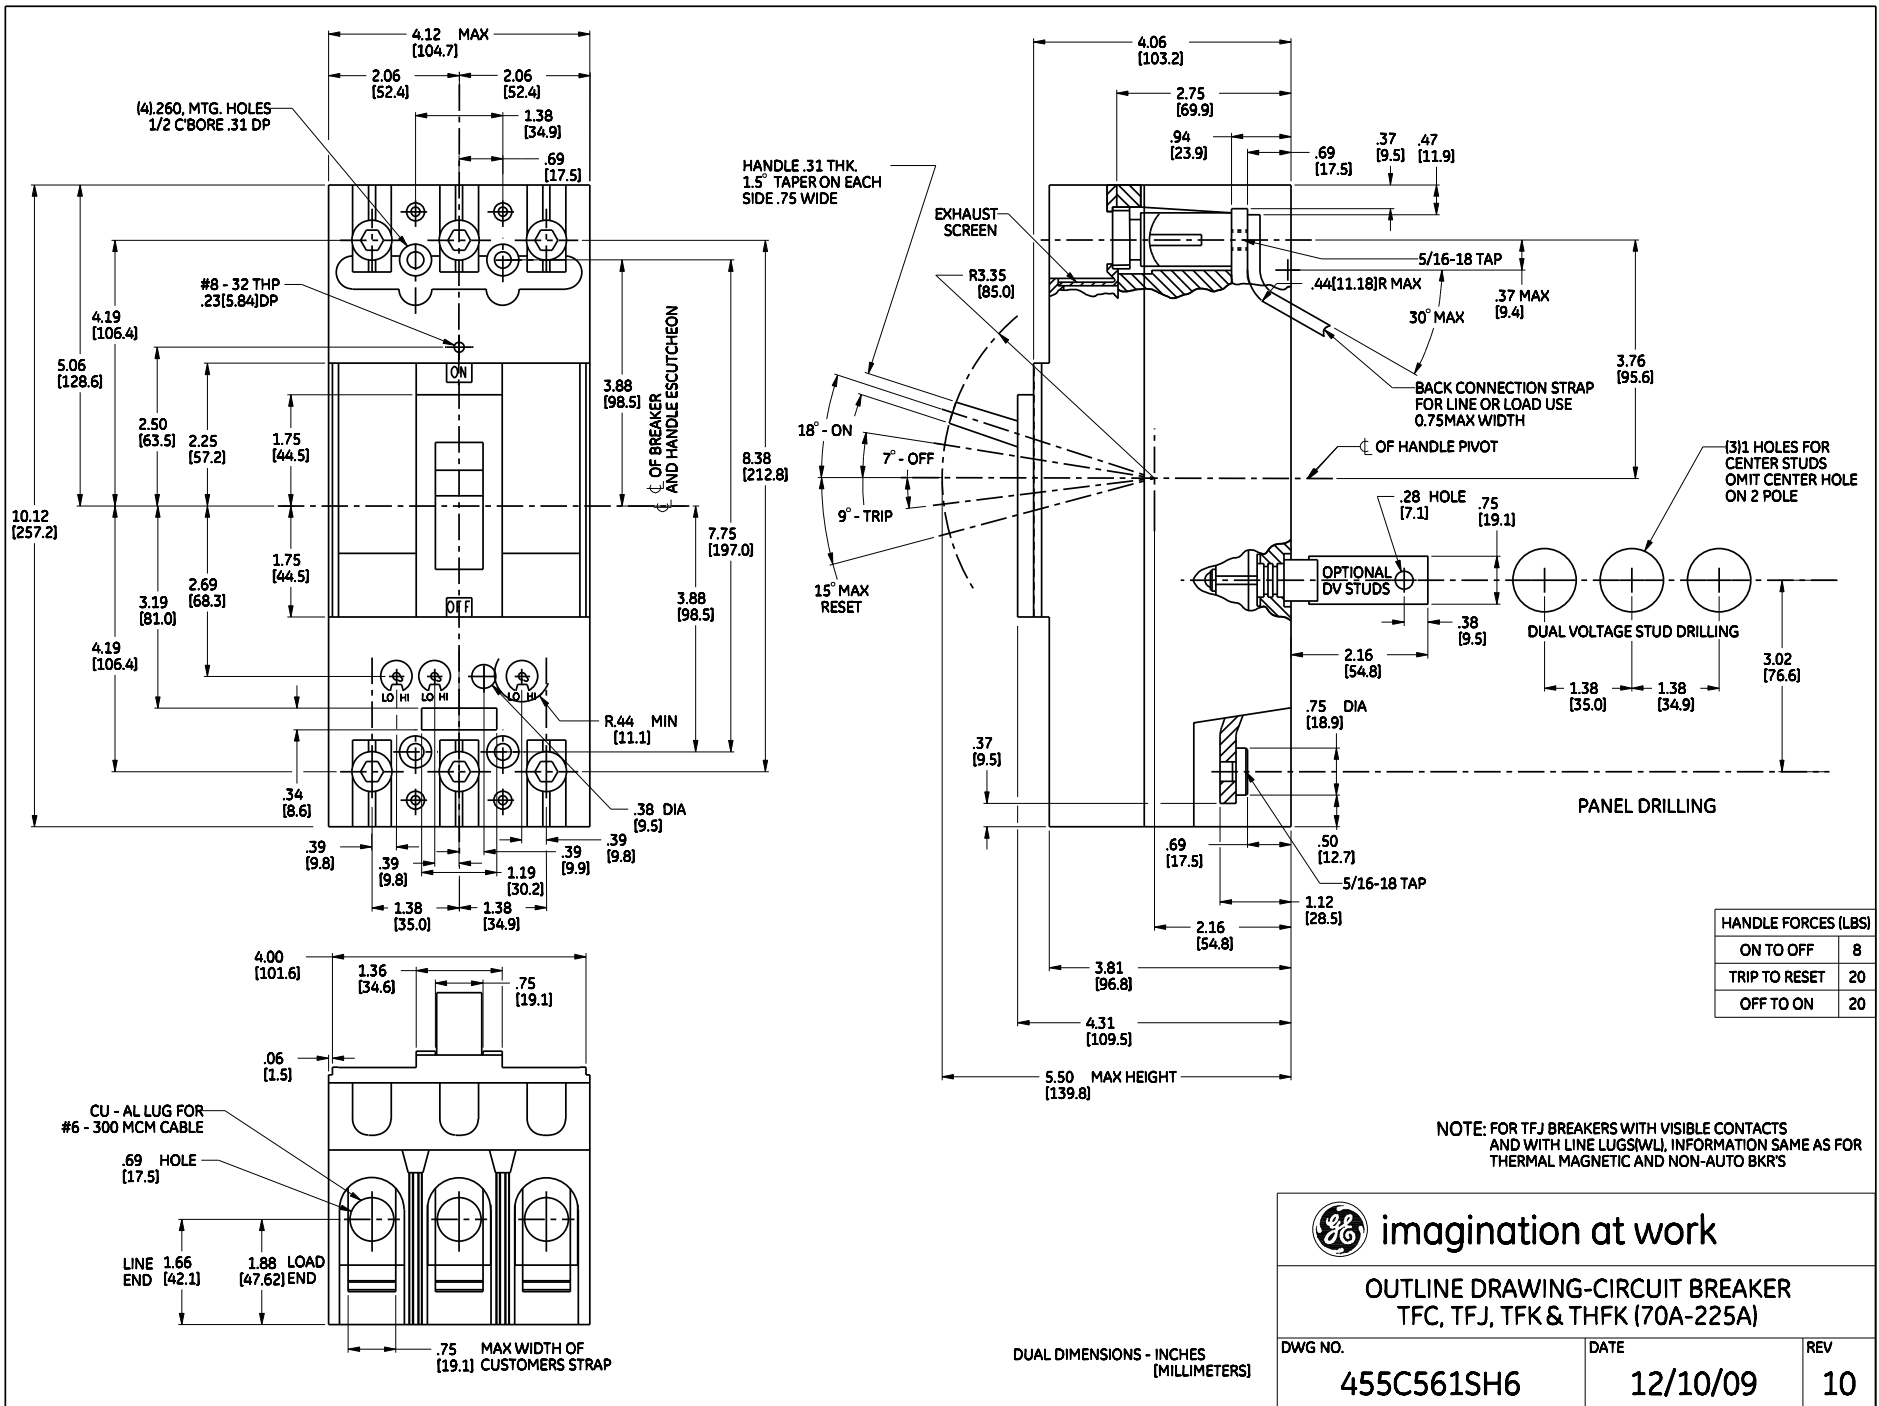 4.12 MAX
[104.7]
2.06
[52.4]
2.06
[52.4]
(4).260, MTG. HOLES
1/2 C'BORE .31 DP
1.38
[34.9]
.69
[17.5]
#8 - 32 THP
.23[5.84]DP
4.19
[106.4]
5.06
[128.6]
2.50
[63.5]
2.25
[57.2]
1.75
[44.5]
10.12
[257.2]
1.75
[44.5]
2.69
[68.3]
3.19
[81.0]
4.19
[106.4]
.34
[8.6]
ON
OFF
LO HI
LO HI
LO HI
3.88
[98.5]
℄ OF BREAKER
℄ AND HANDLE ESCUTCHEON
8.38
[212.8]
7.75
[197.0]
3.88
[98.5]
R.44 MIN
[11.1]
.38 DIA
[9.5]
.39
[9.8]
.39
[9.8]
.39
[9.9]
.39
[9.8]
1.19
[30.2]
1.38
[35.0]
1.38
[34.9]
4.06
[103.2]
2.75
[69.9]
.94
[23.9]
.69
[17.5]
.37
[9.5]
.47
[11.9]
HANDLE .31 THK.
1.5° TAPER ON EACH
SIDE .75 WIDE
EXHAUST
SCREEN
R3.35
[85.0]
5/16-18 TAP
.44[11.18]R MAX
.37 MAX
[9.4]
30° MAX
3.76
[95.6]
BACK CONNECTION STRAP
FOR LINE OR LOAD USE
0.75MAX WIDTH
18° - ON
7° - OFF
9° - TRIP
15° MAX
RESET
℄ OF HANDLE PIVOT
(3)1 HOLES FOR
CENTER STUDS
OMIT CENTER HOLE
ON 2 POLE
.28 HOLE
[7.1]
.75
[19.1]
OPTIONAL
DV STUDS
.38
[9.5]
DUAL VOLTAGE STUD DRILLING
2.16
[54.8]
3.02
[76.6]
1.38
[35.0]
1.38
[34.9]
.75 DIA
[18.9]
.37
[9.5]
PANEL DRILLING
.69
[17.5]
.50
[12.7]
5/16-18 TAP
1.12
[28.5]
2.16
[54.8]
3.81
[96.8]
4.31
[109.5]
5.50 MAX HEIGHT
[139.8]
HANDLE FORCES (LBS)
ON TO OFF 8
TRIP TO RESET 20
OFF TO ON 20
4.00
[101.6]
1.36
[34.6]
.75
[19.1]
.06
[1.5]
CU - AL LUG FOR
#6 - 300 MCM CABLE
.69 HOLE
[17.5]
LINE 1.66
END [42.1]
1.88 LOAD
[47.62] END
.75 MAX WIDTH OF
[19.1] CUSTOMERS STRAP
NOTE: FOR TFJ BREAKERS WITH VISIBLE CONTACTS
AND WITH LINE LUGS(WL), INFORMATION SAME AS FOR
THERMAL MAGNETIC AND NON-AUTO BKR'S
DUAL DIMENSIONS - INCHES
[MILLIMETERS]
GE imagination at work
OUTLINE DRAWING-CIRCUIT BREAKER
TFC, TFJ, TFK & THFK (70A-225A)
DWG NO.
455C561SH6
DATE
12/10/09
REV
10